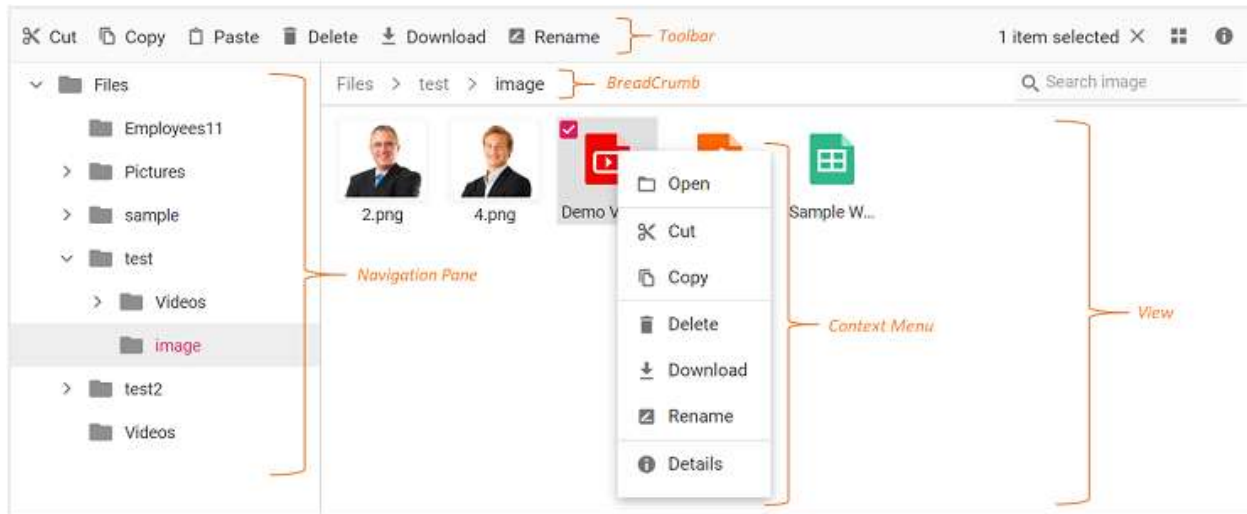 Cut Copy Paste Delete Download Rename Toolbar 1 item selected
Files Files > test > image BreadCrumb Search image
Employees11
Pictures
sample
test
Videos
image
test2
Videos
Navigation Pane
2.png 4.png Demo V Sample W...
Open
Cut
Copy
Delete
Download
Rename
Details
Context Menu
View